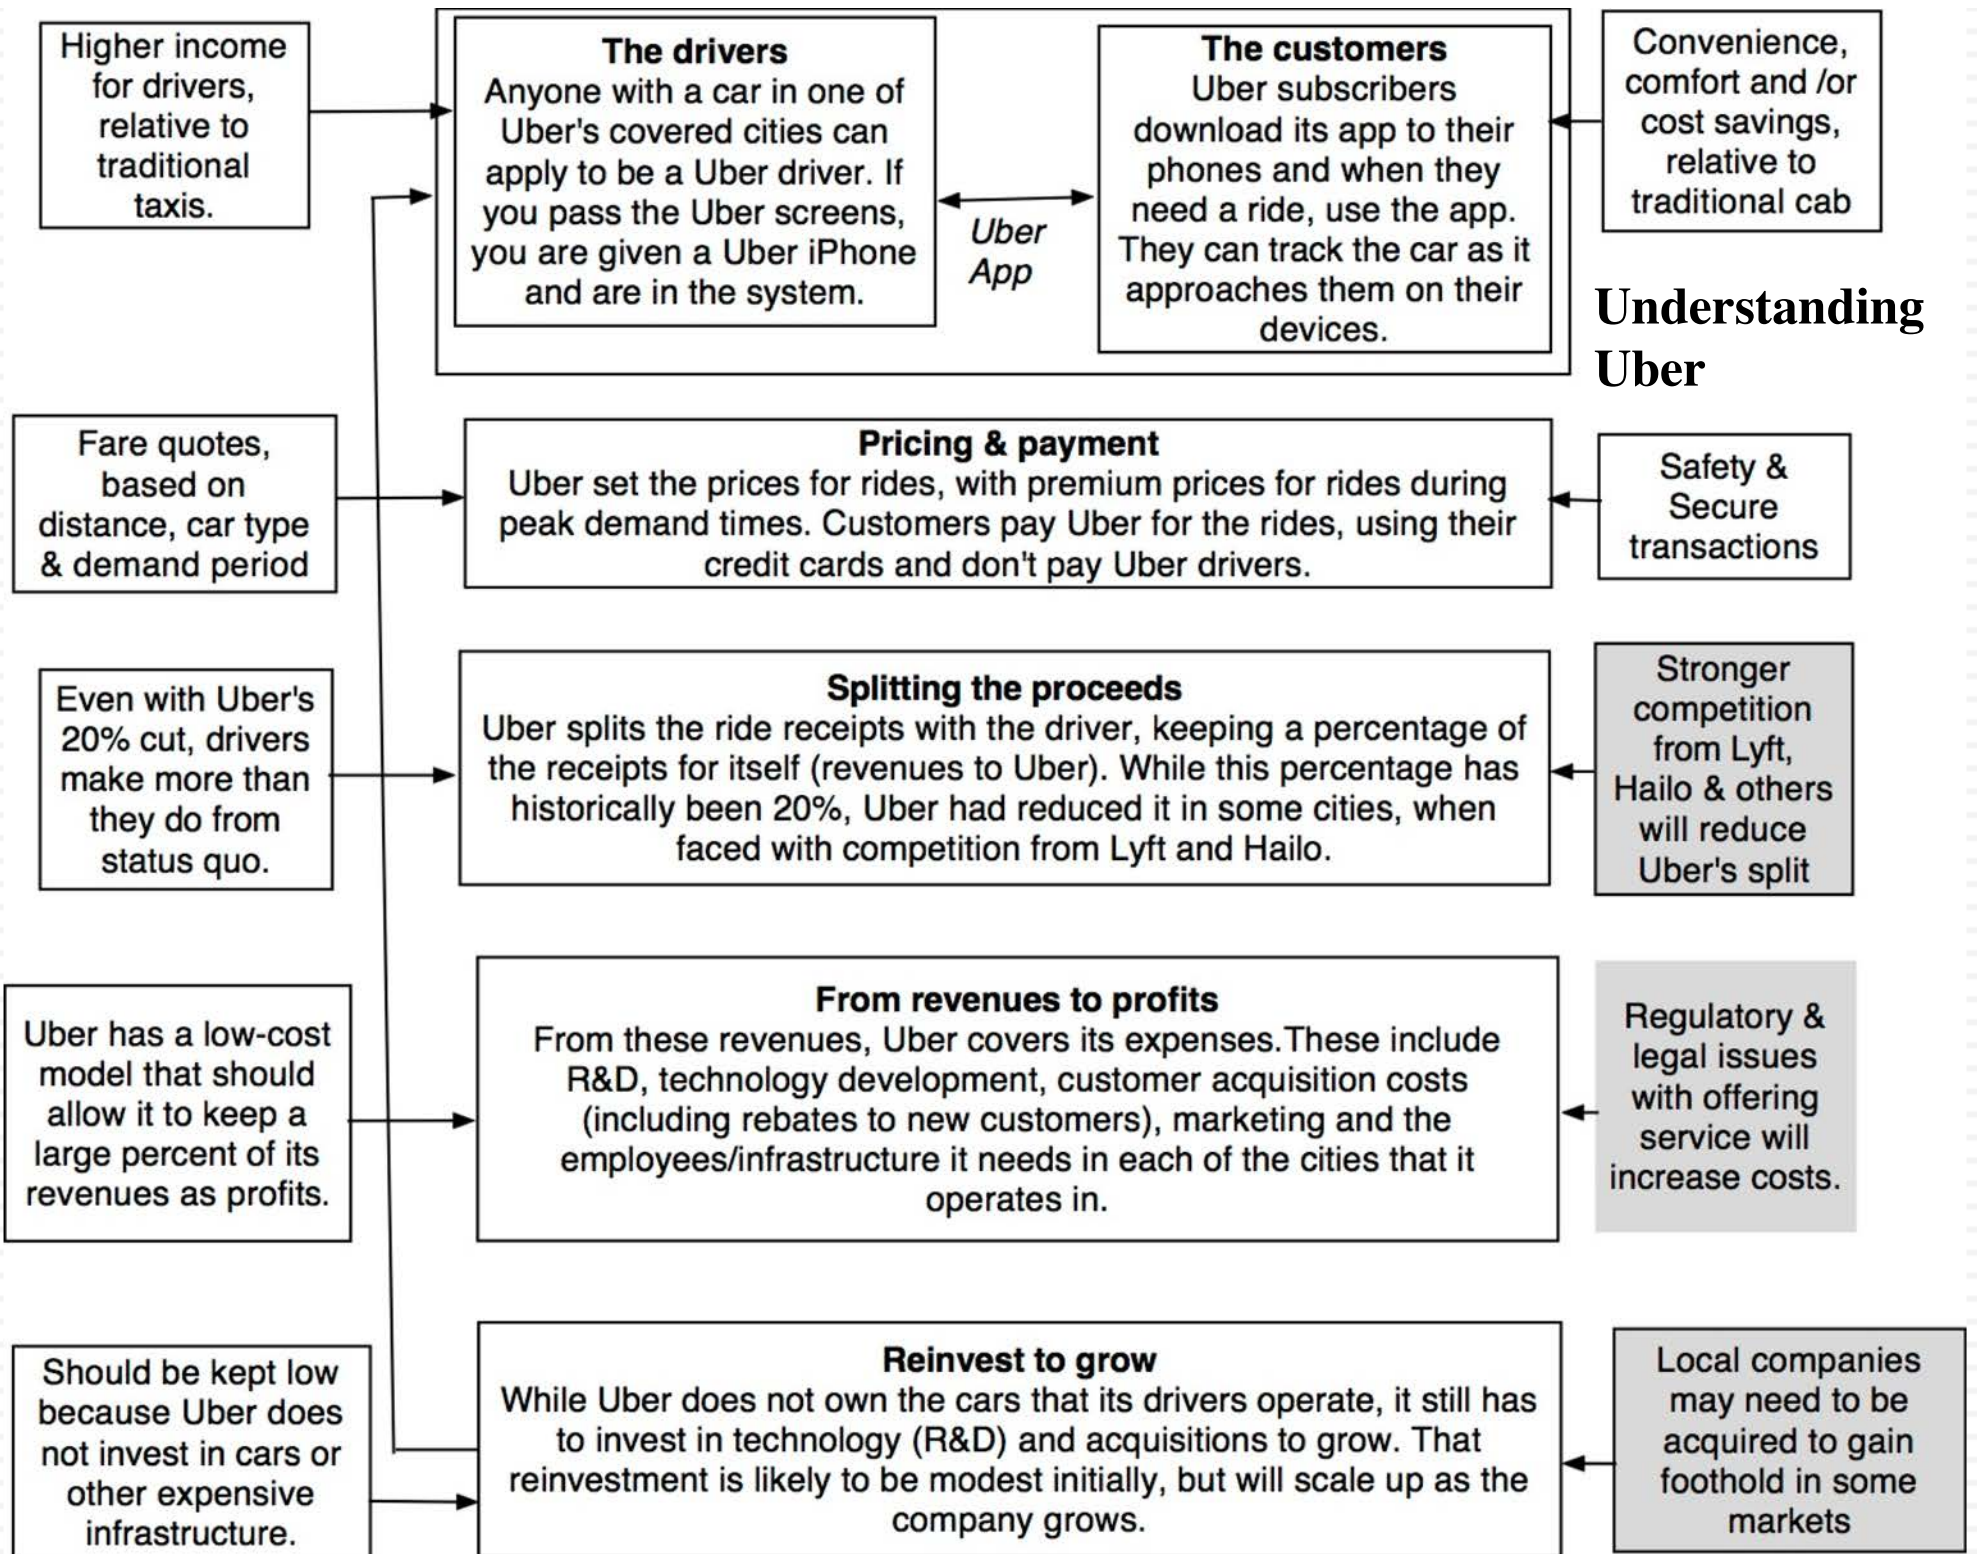 Higher income
for drivers,
relative to
traditional
taxis.
The drivers
Anyone with a car in one of
Uber's covered cities can
apply to be a Uber driver. If
you pass the Uber screens,
you are given a Uber iPhone
and are in the system.
Uber
App
The customers
Uber subscribers
download its app to their
phones and when they
need a ride, use the app.
They can track the car as it
approaches them on their
devices.
Convenience,
comfort and /or
cost savings,
relative to
traditional cab
Understanding
Uber
Fare quotes,
based on
distance, car type
& demand period
Pricing & payment
Uber set the prices for rides, with premium prices for rides during
peak demand times. Customers pay Uber for the rides, using their
credit cards and don't pay Uber drivers.
Safety &
Secure
transactions
Even with Uber's
20% cut, drivers
make more than
they do from
status quo.
Splitting the proceeds
Uber splits the ride receipts with the driver, keeping a percentage of
the receipts for itself (revenues to Uber). While this percentage has
historically been 20%, Uber had reduced it in some cities, when
faced with competition from Lyft and Hailo.
Stronger
competition
from Lyft,
Hailo & others
will reduce
Uber's split
Uber has a low-cost
model that should
allow it to keep a
large percent of its
revenues as profits.
From revenues to profits
From these revenues, Uber covers its expenses.These include
R&D, technology development, customer acquisition costs
(including rebates to new customers), marketing and the
employees/infrastructure it needs in each of the cities that it
operates in.
Regulatory &
legal issues
with offering
service will
increase costs.
Should be kept low
because Uber does
not invest in cars or
other expensive
infrastructure.
Reinvest to grow
While Uber does not own the cars that its drivers operate, it still has
to invest in technology (R&D) and acquisitions to grow. That
reinvestment is likely to be modest initially, but will scale up as the
company grows.
Local companies
may need to be
acquired to gain
foothold in some
markets